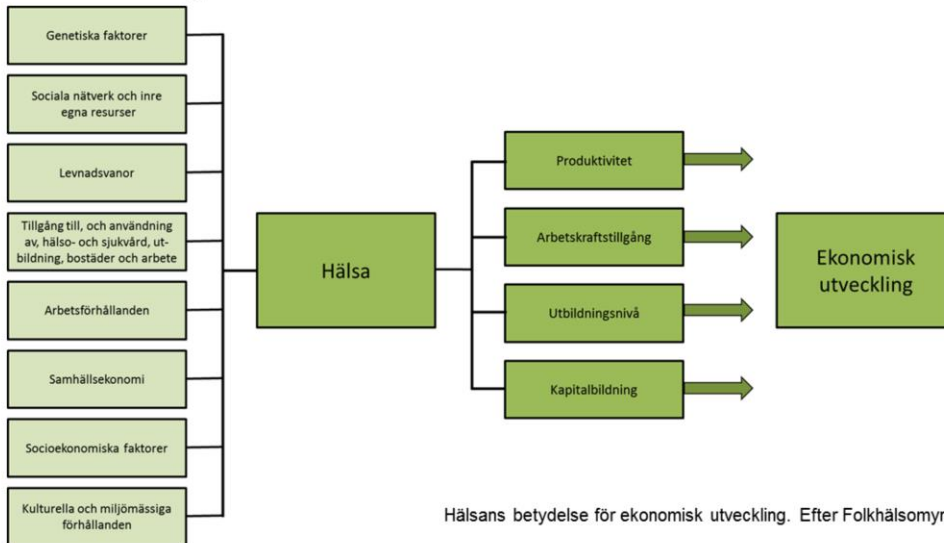 Genetiska faktorer
Sociala nätverk och inre
egna resurser
Levnadsvanor
Tillgång till, och användning
av, hälso- och sjukvård, ut-
bildning, bostäder och arbete
Arbetsförhållanden
Samhällsekonomi
Socioekonomiska faktorer
Kulturella och miljömässiga
förhållanden
Hälsa
Produktivitet
Arbetskraftstillgång
Utbildningsnivå
Kapitalbildning
Ekonomisk
utveckling
Hälsans betydelse för ekonomisk utveckling. Efter